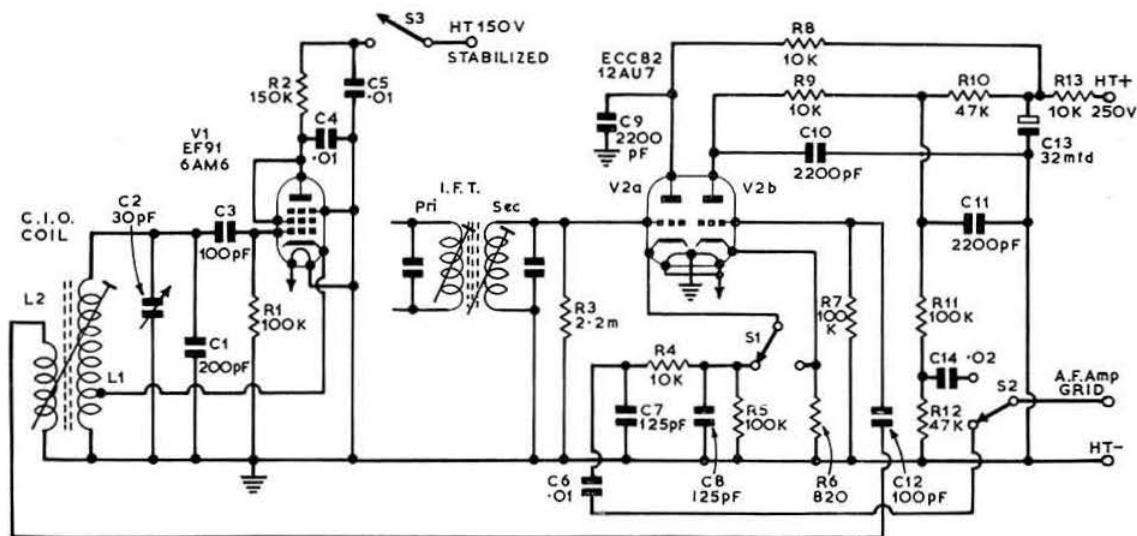 S3
HT 150V
STABILIZED
R2
150K
C5
.01
C4
.01
V1
EF91
6AM6
C2
30pF
C3
100pF
C.I.O.
COIL
L2
L1
C1
200pF
R1
100K
I.F.T.
Pri
Sec
ECC82
12AU7
C9
2200
pF
V2a
V2b
R8
10K
R9
10K
R10
47K
R13
10K
HT+
250V
C10
2200pF
C13
32mfd
C11
2200pF
R3
2·2m
R4
10K
S1
R7
100
K
R11
100K
C14 .02
S2
A.F. Amp
GRID
R12
47K
C7
125pF
R5
100K
C6
.01
C8
125pF
R6
820
C12
100pF
HT-